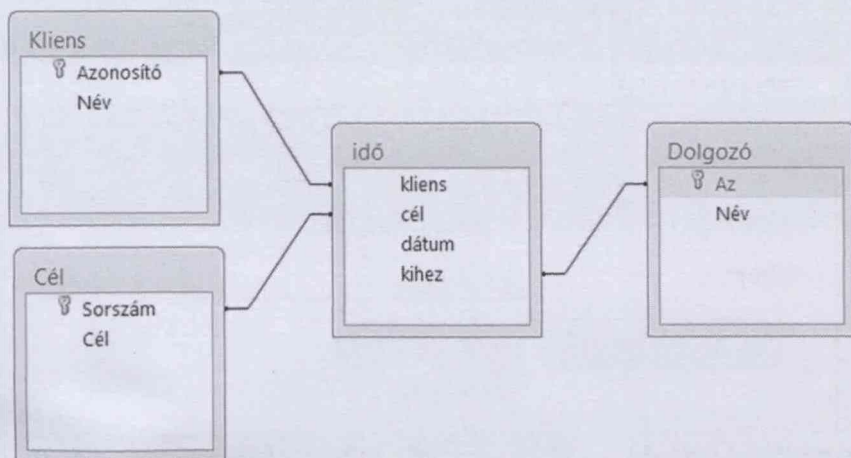 Kliens
Azonosító
Név
Cél
Sorszám
Cél
idő
kliens
cél
dátum
kihez
Dolgozó
Az
Név